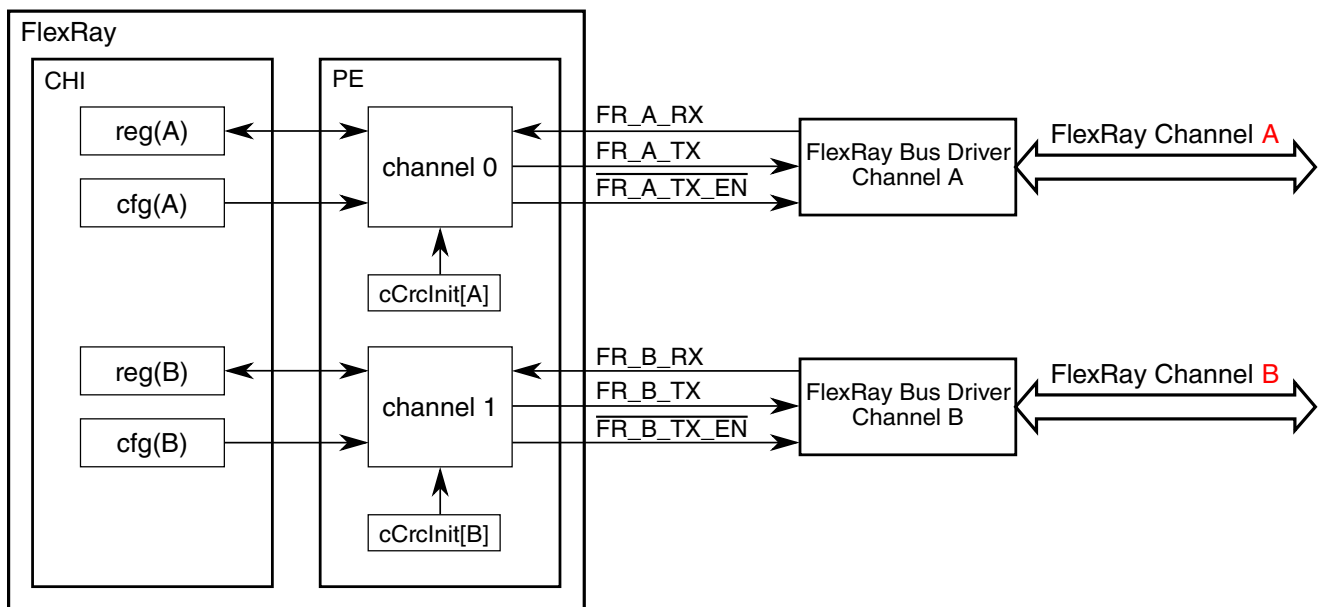 FlexRay
CHI
PE
reg(A)
cfg(A)
channel 0
cCrcInit[A]
FR_A_RX
FR_A_TX
FR_A_TX_EN
FlexRay Bus Driver
Channel A
FlexRay Channel A
reg(B)
cfg(B)
channel 1
cCrcInit[B]
FR_B_RX
FR_B_TX
FR_B_TX_EN
FlexRay Bus Driver
Channel B
FlexRay Channel B